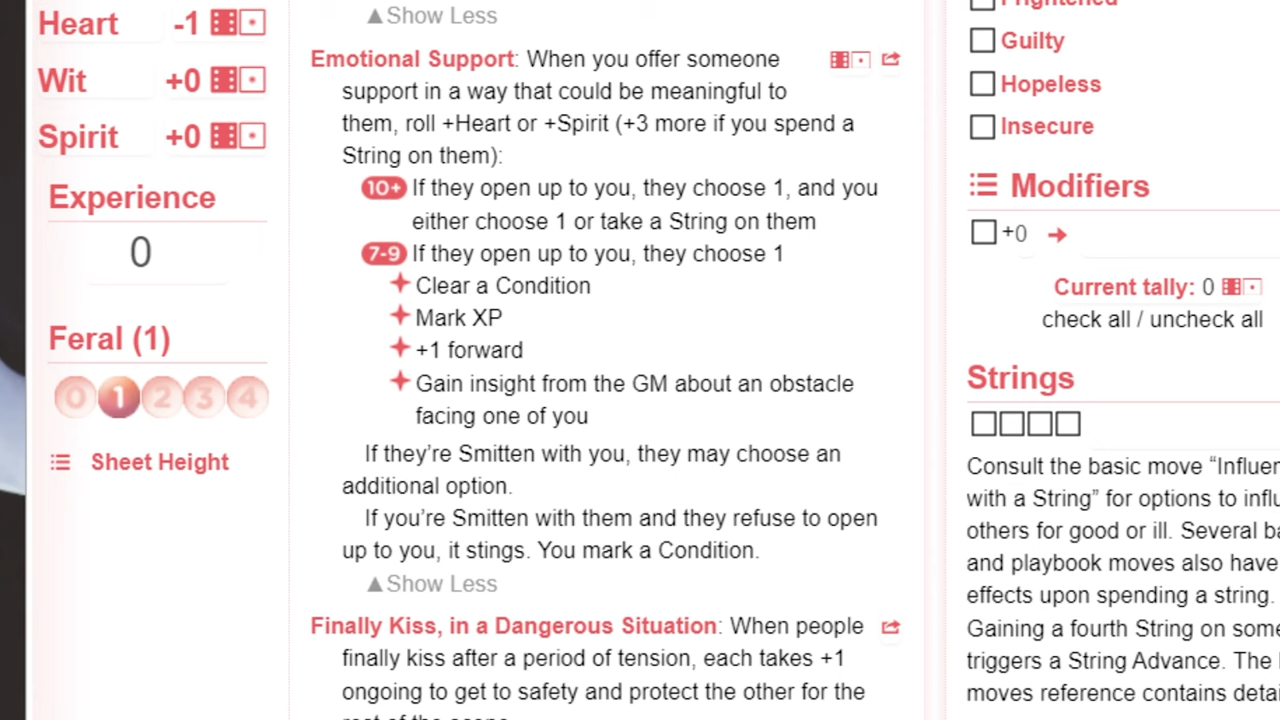 Heart -1
Wit +0
Spirit +0
Experience
0
Feral (1)
0 1 2 3 4
Sheet Height
▲Show Less
Emotional Support: When you offer someone
support in a way that could be meaningful to
them, roll +Heart or +Spirit (+3 more if you spend a
String on them):
10+ If they open up to you, they choose 1, and you
either choose 1 or take a String on them
7-9 If they open up to you, they choose 1
Clear a Condition
Mark XP
+1 forward
Gain insight from the GM about an obstacle
facing one of you
If they’re Smitten with you, they may choose an
additional option.
If you’re Smitten with them and they refuse to open
up to you, it stings. You mark a Condition.
▲Show Less
Finally Kiss, in a Dangerous Situation: When people
finally kiss after a period of tension, each takes +1
ongoing to get to safety and protect the other for the
rest of the scene
Frightened
Guilty
Hopeless
Insecure
Modifiers
+0
Current tally: 0
check all / uncheck all
Strings
Consult the basic move “Influen
with a String” for options to influ
others for good or ill. Several ba
and playbook moves also have
effects upon spending a string.
Gaining a fourth String on some
triggers a String Advance. The
moves reference contains detai